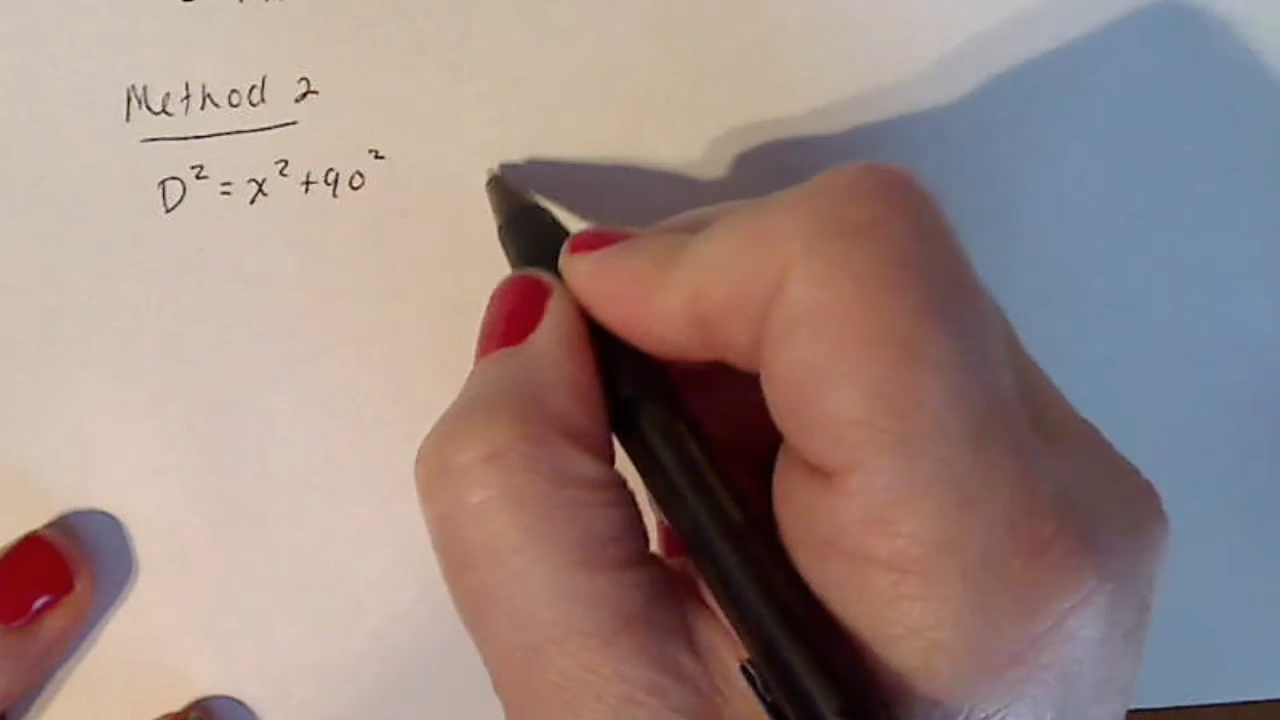 Method 2
D² = x² + 90²